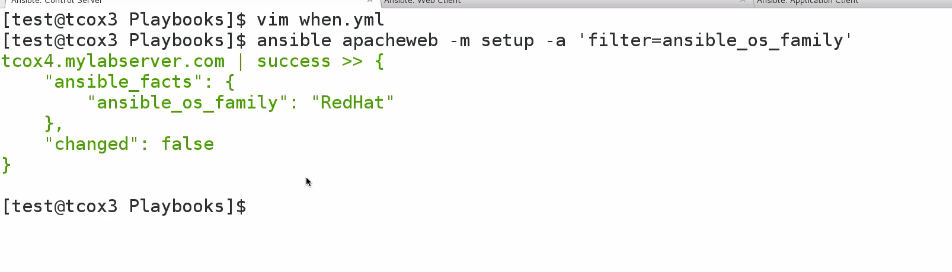 Ansible: Control Server
Ansible: Web Client
Ansible: Application Client
[test@tcox3 Playbooks]$ vim when.yml
[test@tcox3 Playbooks]$ ansible apacheweb -m setup -a 'filter=ansible_os_family'
tcox4.mylabserver.com | success >> {
    "ansible_facts": {
        "ansible_os_family": "RedHat"
    },
    "changed": false
}
[test@tcox3 Playbooks]$